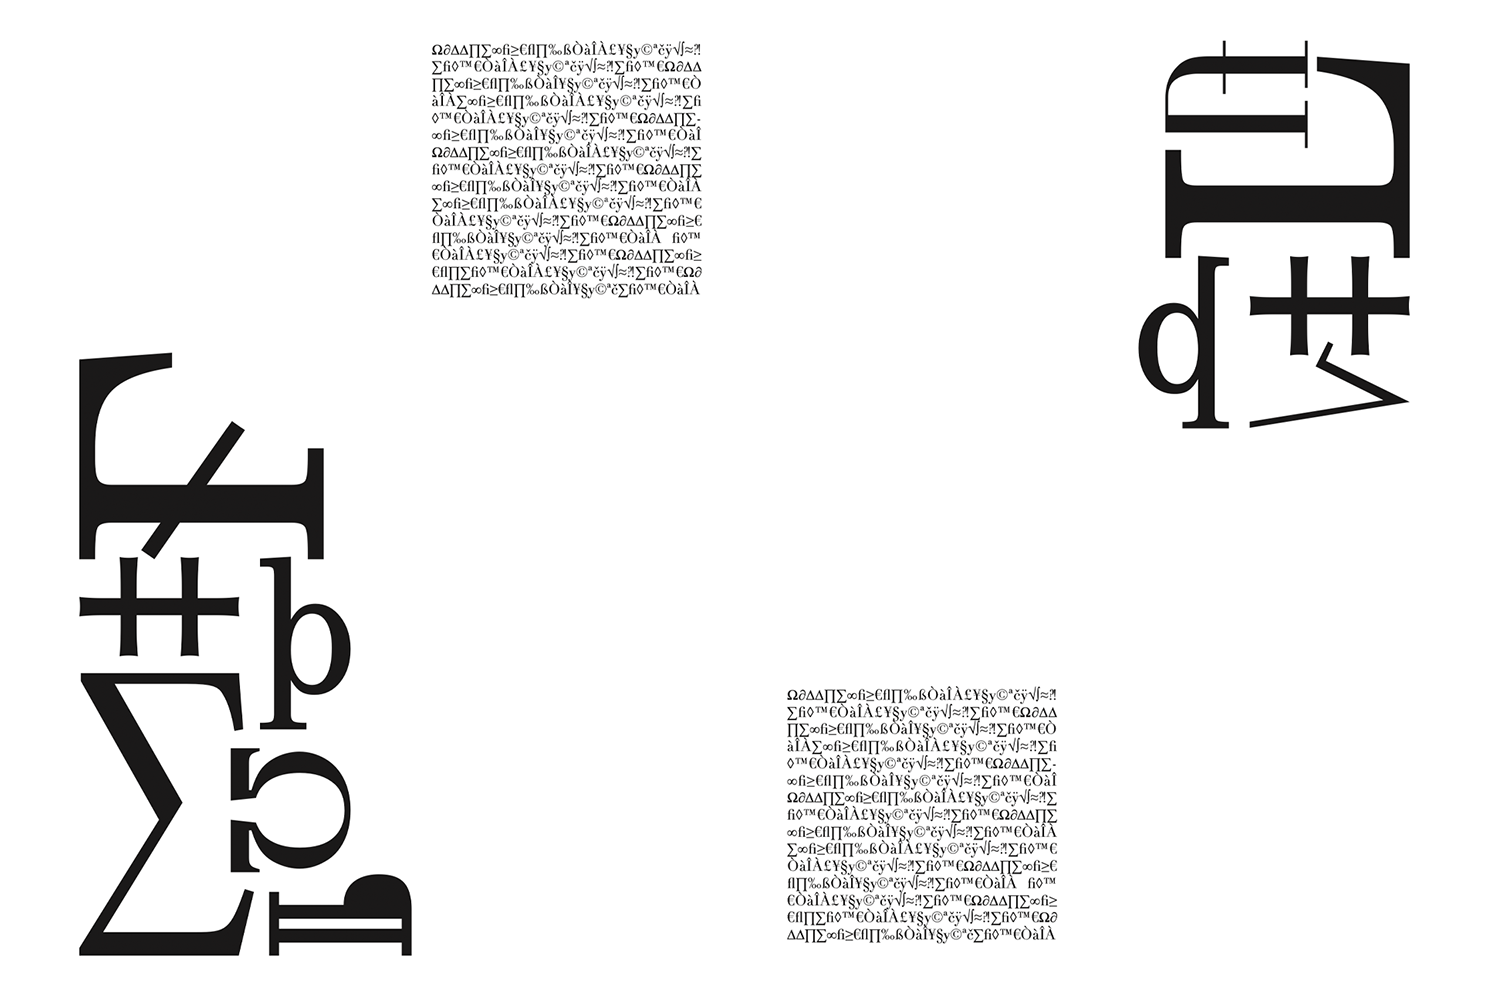 Ω∂∆∆∏∑∞ﬁ≥€ﬂ∏‰ßÒàÎÀ£¥§y©ªčÿ√∫≈?!
∑ﬁ◊™€ÒàÎÀ£¥§y©ªčÿ√∫≈?!∑ﬁ◊™€Ω∂∆∆
∏∑∞ﬁ≥€ﬂ∏‰ßÒàÎ¥§y©ªčÿ√∫≈?!∑ﬁ◊™€Ò
àÎÀ∑∞ﬁ≥€ﬂ∏‰ßÒàÎÀ£¥§y©ªčÿ√∫≈?!∑ﬁ
◊™€ÒàÎÀ£¥§y©ªčÿ√∫≈?!∑ﬁ◊™€Ω∂∆∆∏∑-
∞ﬁ≥€ﬂ∏‰ßÒàÎ¥§y©ªčÿ√∫≈?!∑ﬁ◊™€ÒàÎ
Ω∂∆∆∏∑∞ﬁ≥€ﬂ∏‰ßÒàÎÀ£¥§y©ªčÿ√∫≈?!∑
ﬁ◊™€ÒàÎÀ£¥§y©ªčÿ√∫≈?!∑ﬁ◊™€Ω∂∆∆∏∑
∞ﬁ≥€ﬂ∏‰ßÒàÎ¥§y©ªčÿ√∫≈?!∑ﬁ◊™€ÒàÎÀ
∑∞ﬁ≥€ﬂ∏‰ßÒàÎÀ£¥§y©ªčÿ√∫≈?!∑ﬁ◊™€
ÒàÎÀ£¥§y©ªčÿ√∫≈?!∑ﬁ◊™€Ω∂∆∆∏∑∞ﬁ≥€
ﬂ∏‰ßÒàÎ¥§y©ªčÿ√∫≈?!∑ﬁ◊™€ÒàÎÀ ﬁ◊™
€ÒàÎÀ£¥§y©ªčÿ√∫≈?!∑ﬁ◊™€Ω∂∆∆∏∑∞ﬁ≥
€ﬂ∏∑ﬁ◊™€ÒàÎÀ£¥§y©ªčÿ√∫≈?!∑ﬁ◊™€Ω∂
∆∆∏∑∞ﬁ≥€ﬂ∏‰ßÒàÎ¥§y©ªč∑ﬁ◊™€ÒàÎÀ
#
þ
∑
Ω
Ω∂∆∆∏∑∞ﬁ≥€ﬂ∏‰ßÒàÎÀ£¥§y©ªčÿ√∫≈?!
∑ﬁ◊™€ÒàÎÀ£¥§y©ªčÿ√∫≈?!∑ﬁ◊™€Ω∂∆∆
∏∑∞ﬁ≥€ﬂ∏‰ßÒàÎ¥§y©ªčÿ√∫≈?!∑ﬁ◊™€Ò
àÎÀ∑∞ﬁ≥€ﬂ∏‰ßÒàÎÀ£¥§y©ªčÿ√∫≈?!∑ﬁ
◊™€ÒàÎÀ£¥§y©ªčÿ√∫≈?!∑ﬁ◊™€Ω∂∆∆∏∑-
∞ﬁ≥€ﬂ∏‰ßÒàÎ¥§y©ªčÿ√∫≈?!∑ﬁ◊™€ÒàÎ
Ω∂∆∆∏∑∞ﬁ≥€ﬂ∏‰ßÒàÎÀ£¥§y©ªčÿ√∫≈?!∑
ﬁ◊™€ÒàÎÀ£¥§y©ªčÿ√∫≈?!∑ﬁ◊™€Ω∂∆∆∏∑
∞ﬁ≥€ﬂ∏‰ßÒàÎ¥§y©ªčÿ√∫≈?!∑ﬁ◊™€ÒàÎÀ
∑∞ﬁ≥€ﬂ∏‰ßÒàÎÀ£¥§y©ªčÿ√∫≈?!∑ﬁ◊™€
ÒàÎÀ£¥§y©ªčÿ√∫≈?!∑ﬁ◊™€Ω∂∆∆∏∑∞ﬁ≥€
ﬂ∏‰ßÒàÎ¥§y©ªčÿ√∫≈?!∑ﬁ◊™€ÒàÎÀ ﬁ◊™
€ÒàÎÀ£¥§y©ªčÿ√∫≈?!∑ﬁ◊™€Ω∂∆∆∏∑∞ﬁ≥
€ﬂ∏∑ﬁ◊™€ÒàÎÀ£¥§y©ªčÿ√∫≈?!∑ﬁ◊™€Ω∂
∆∆∏∑∞ﬁ≥€ﬂ∏‰ßÒàÎ¥§y©ªč∑ﬁ◊™€ÒàÎÀ
#
√